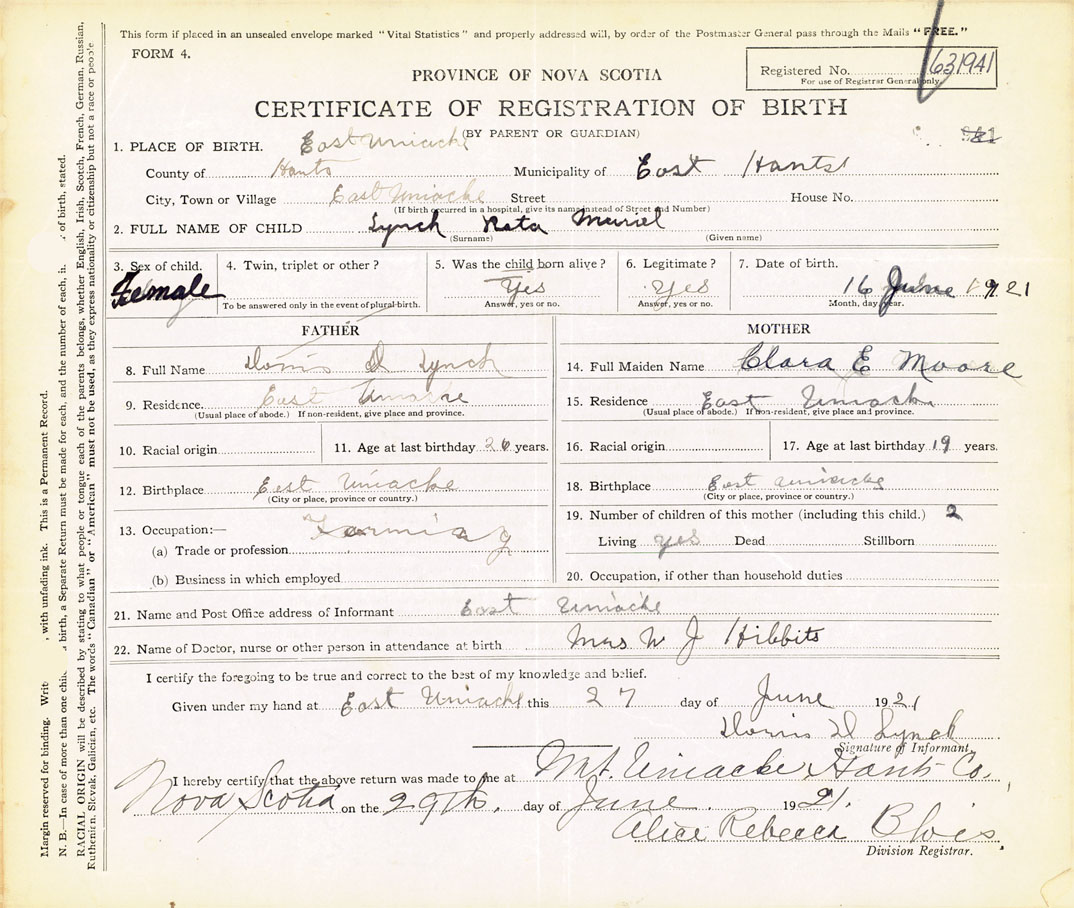 This form if placed in an unsealed envelope marked "Vital Statistics" and properly addressed will, by order of the Postmaster General pass through the Mails "FREE."
FORM 4.
Registered No. 631941
For use of Registrar General only.
PROVINCE OF NOVA SCOTIA
CERTIFICATE OF REGISTRATION OF BIRTH
(BY PARENT OR GUARDIAN)
1. PLACE OF BIRTH. East Uniacke
County of Hants Municipality of East Hants
City, Town or Village East Uniacke Street House No.
(If birth occurred in a hospital, give its name instead of Street and Number)
2. FULL NAME OF CHILD Lynch Reta Muriel
(Surname) (Given name)
3. Sex of child. 4. Twin, triplet or other? 5. Was the child born alive? 6. Legitimate? 7. Date of birth.
Female Yes Yes 16 June 1921
To be answered only in the event of plural birth. Answer, yes or no. Answer, yes or no. Month, day, year.
FATHER MOTHER
8. Full Name D Lynch 14. Full Maiden Name Clara E Moore
9. Residence. East Uniacke 15. Residence East Uniacke
(Usual place of abode.) If non-resident, give place and province. (Usual place of abode.) If non-resident, give place and province.
10. Racial origin 11. Age at last birthday 26 years. 16. Racial origin 17. Age at last birthday 19 years.
12. Birthplace East Uniacke 18. Birthplace East Uniacke
(City or place, province or country.) (City or place, province or country.)
13. Occupation:— Farming 19. Number of children of this mother (including this child.) 2
(a) Trade or profession Living yes Dead Stillborn
(b) Business in which employed 20. Occupation, if other than household duties
21. Name and Post Office address of Informant East Uniacke
22. Name of Doctor, nurse or other person in attendance at birth Mrs W J Hibbits
I certify the foregoing to be true and correct to the best of my knowledge and belief.
Given under my hand at East Uniacke this 27 day of June 1921
D Lynch
Signature of Informant.
I hereby certify that the above return was made to me at Mt. Uniacke Hants Co.,
Nova Scotia on the 29th. day of June 1921.
Alice Rebecca Blois.
Division Registrar.
Margin reserved for binding. with unfading ink. This is a Permanent Record.
N. B.—In case of more than one birth, a Separate Return must be made for each, and the number of each, of birth, stated.
RACIAL ORIGIN will be described by stating to what people or tongue each of the parents belongs, whether English, Irish, Scotch, French, German, Russian,
Ruthenian, Slovak, Galician, etc. The words "Canadian" or "American" must not be used, as they express nationality or citizenship but not a race or people